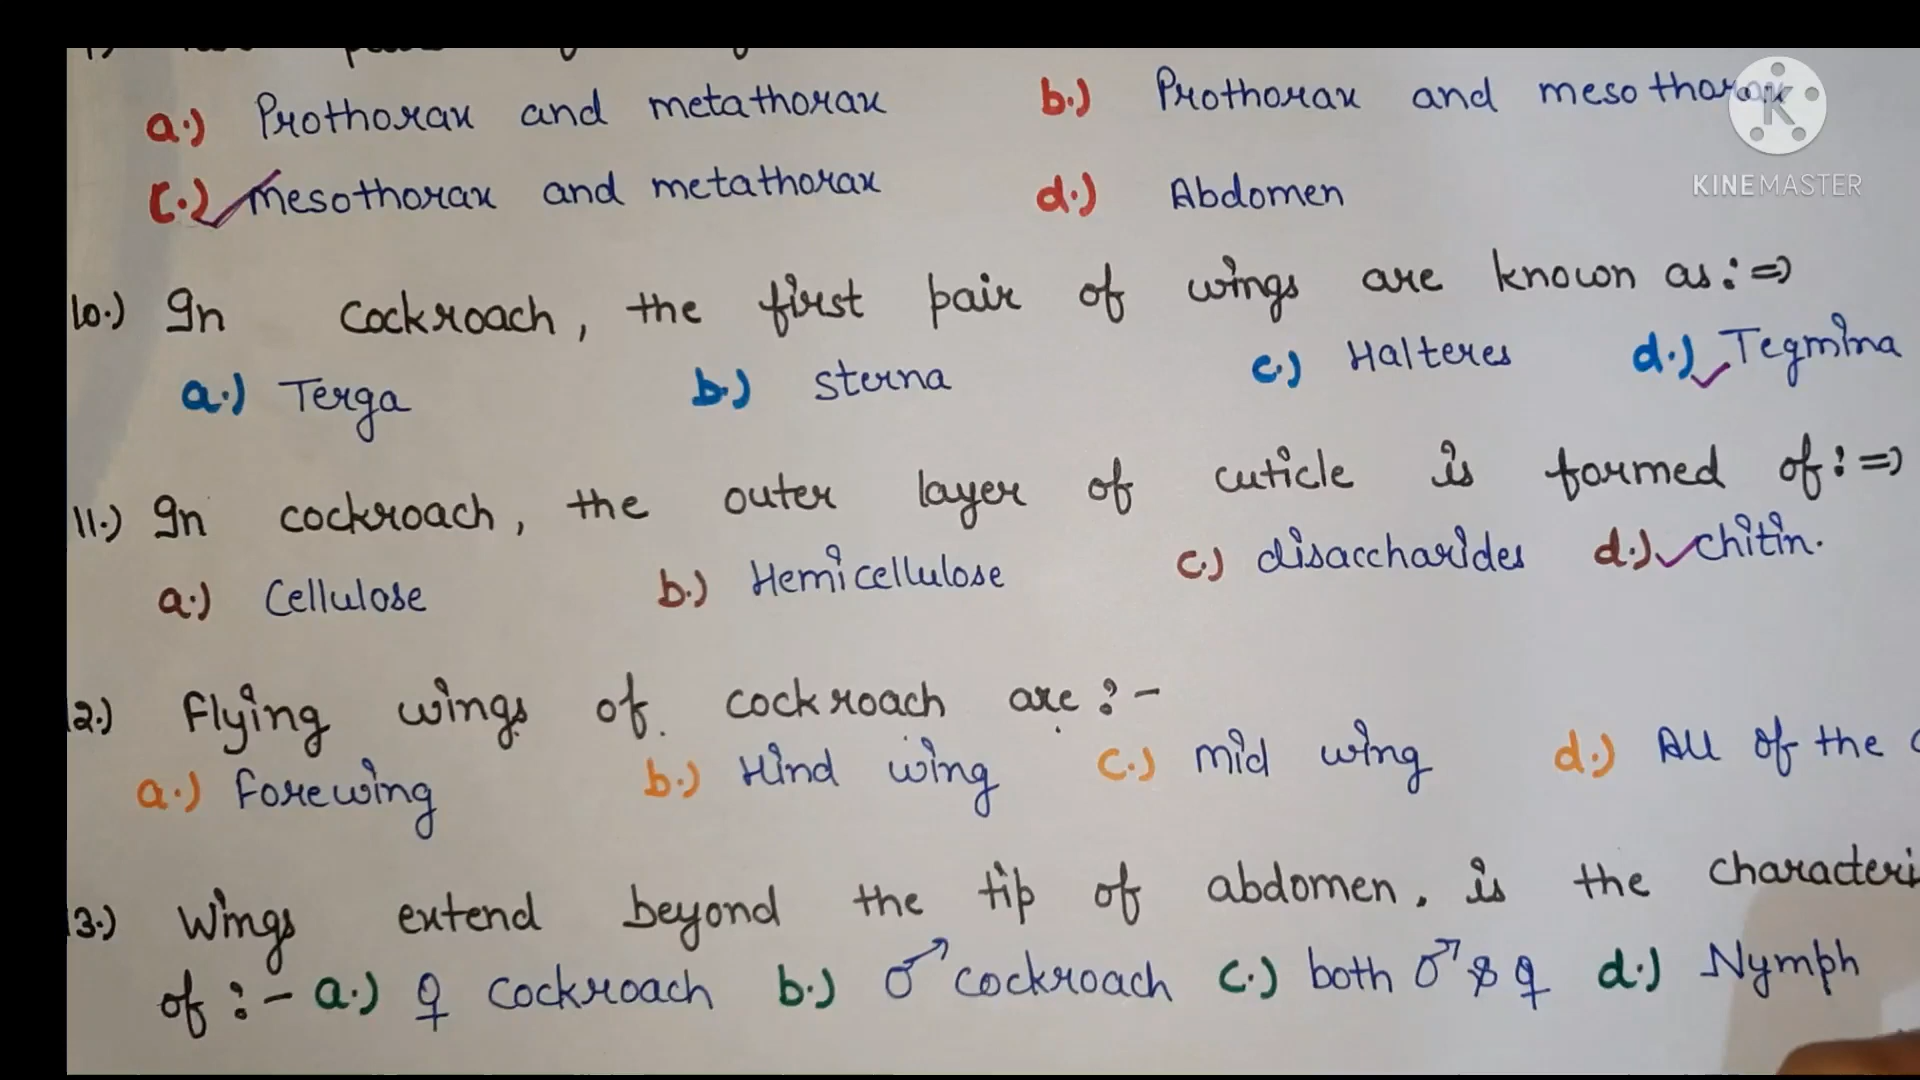 a.) Prothorax and metathorax b.) Prothorax and mesothorax
c.) Mesothorax and metathorax d.) Abdomen
10.) In cockroach, the first pair of wings are known as:⇒
a.) Terga b.) Sterna c.) Halteres d.) Tegmina
11.) In cockroach, the outer layer of cuticle is formed of:⇒
a.) Cellulose b.) Hemicellulose c.) disaccharides d.) chitin.
12.) Flying wings of cockroach are:-
a.) Forewing b.) Hind wing c.) mid wing d.) All of the
13.) Wings extend beyond the tip of abdomen, is the characteri
of:- a.) ♀ cockroach b.) ♂ cockroach c.) both ♂ & ♀ d.) Nymph
K
KINEMASTER